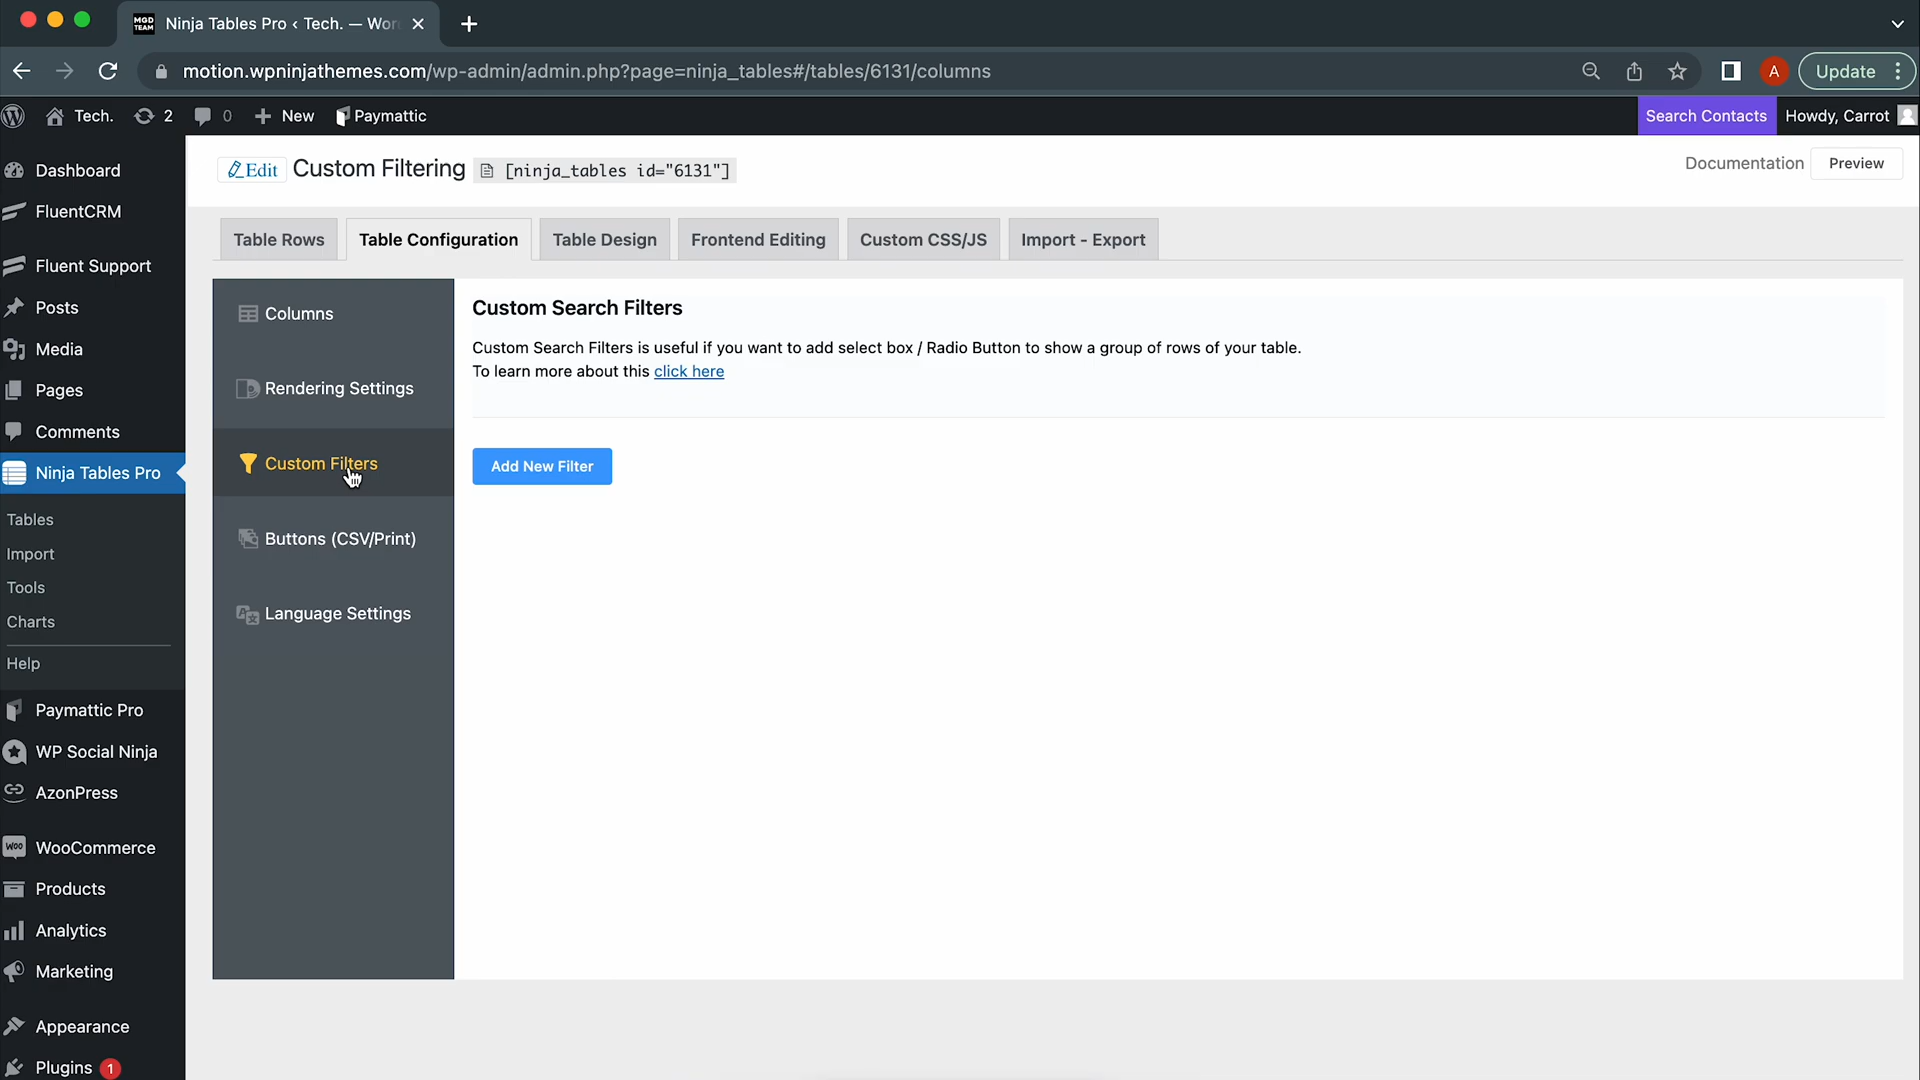 MGD
TEAM
Ninja Tables Pro ‹ Tech. — Wor
motion.wpninjathemes.com/wp-admin/admin.php?page=ninja_tables#/tables/6131/columns
A
Update
Tech.
2
0
New
Paymattic
Search Contacts
Howdy, Carrot
Dashboard
FluentCRM
Fluent Support
Posts
Media
Pages
Comments
Ninja Tables Pro
Tables
Import
Tools
Charts
Help
Paymattic Pro
WP Social Ninja
AzonPress
Woo
WooCommerce
Products
Analytics
Marketing
Appearance
Plugins 1
Edit
Custom Filtering
[ninja_tables id="6131"]
Documentation
Preview
Table Rows
Table Configuration
Table Design
Frontend Editing
Custom CSS/JS
Import - Export
Columns
Rendering Settings
Custom Filters
Buttons (CSV/Print)
Language Settings
Custom Search Filters
Custom Search Filters is useful if you want to add select box / Radio Button to show a group of rows of your table.
To learn more about this click here
Add New Filter